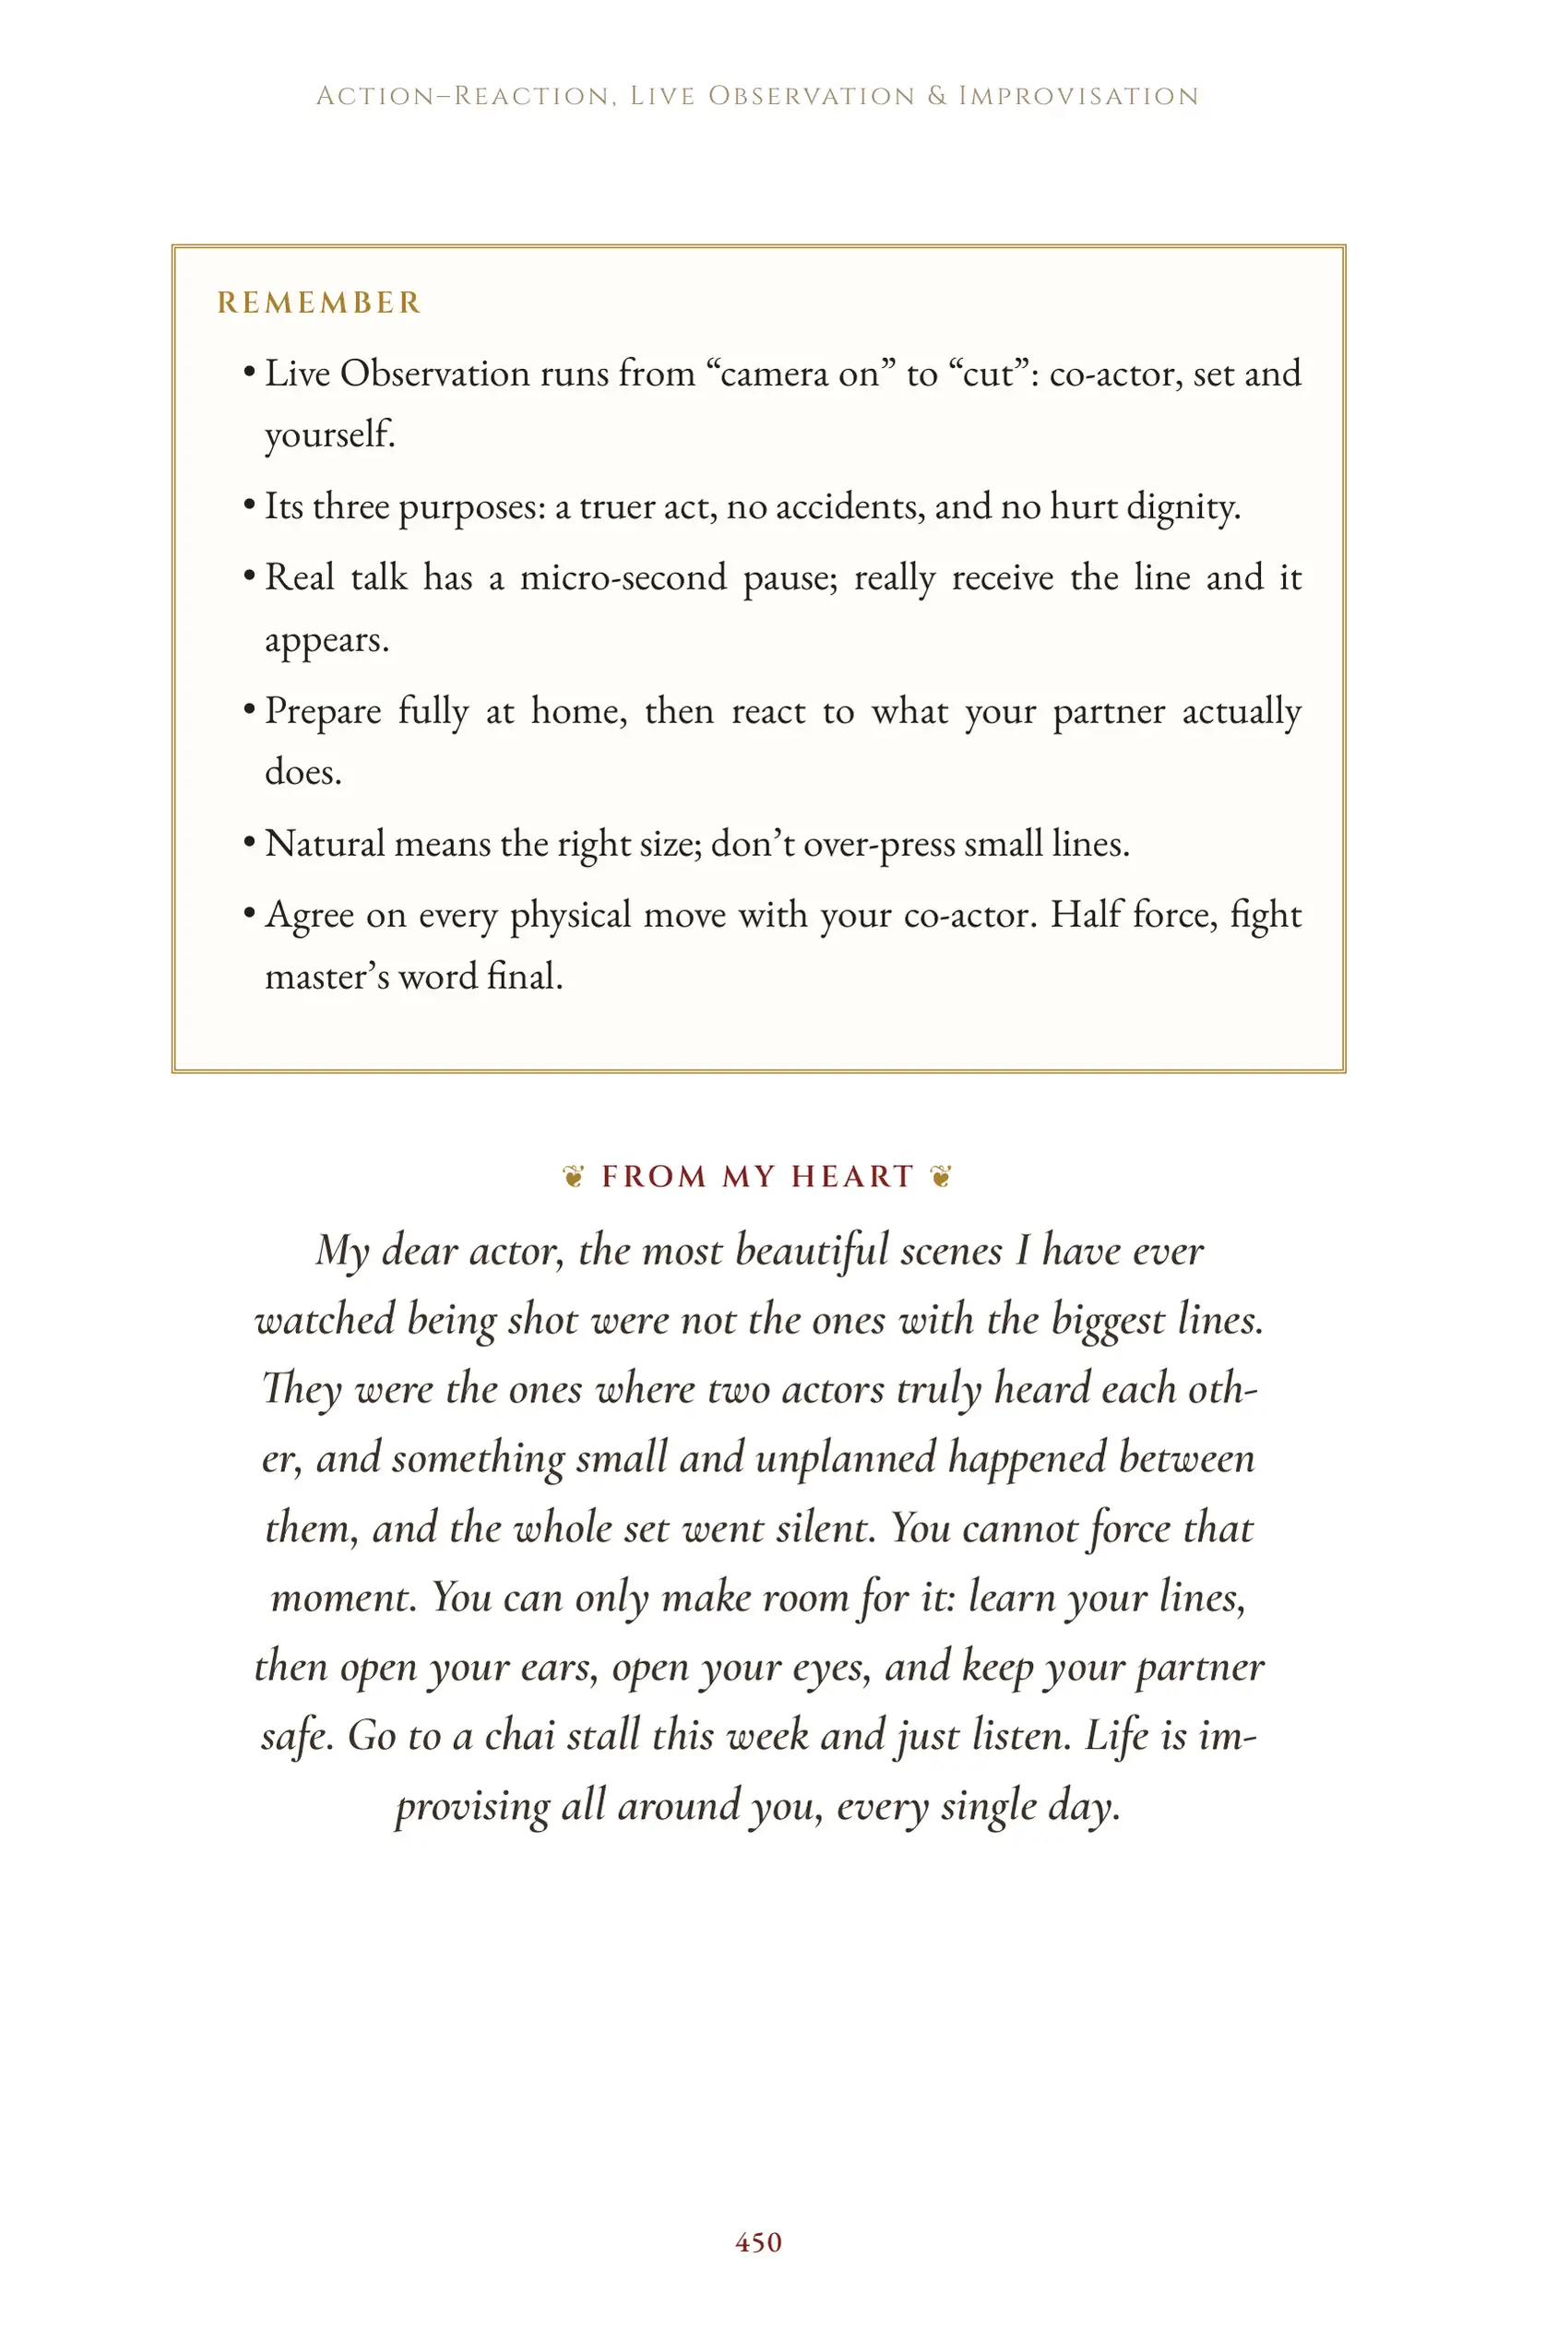 Action–Reaction, Live Observation & Improvisation
REMEMBER
• Live Observation runs from “camera on” to “cut”: co-actor, set and
yourself.
• Its three purposes: a truer act, no accidents, and no hurt dignity.
• Real talk has a micro-second pause; really receive the line and it
appears.
• Prepare fully at home, then react to what your partner actually
does.
• Natural means the right size; don’t over-press small lines.
• Agree on every physical move with your co-actor. Half force, fight
master’s word final.
❦ FROM MY HEART ❦
My dear actor, the most beautiful scenes I have ever
watched being shot were not the ones with the biggest lines.
They were the ones where two actors truly heard each oth-
er, and something small and unplanned happened between
them, and the whole set went silent. You cannot force that
moment. You can only make room for it: learn your lines,
then open your ears, open your eyes, and keep your partner
safe. Go to a chai stall this week and just listen. Life is im-
provising all around you, every single day.
450